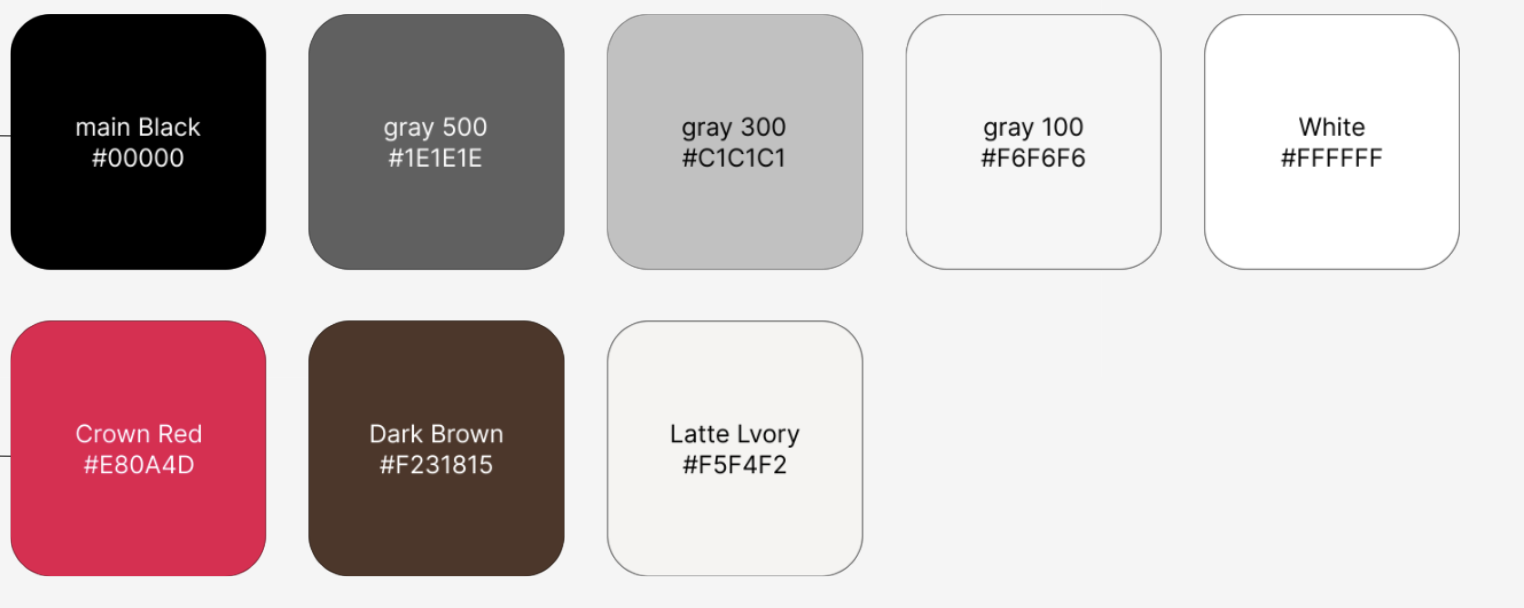 main Black
#00000
gray 500
#1E1E1E
gray 300
#C1C1C1
gray 100
#F6F6F6
White
#FFFFFF
Crown Red
#E80A4D
Dark Brown
#F231815
Latte Lvory
#F5F4F2